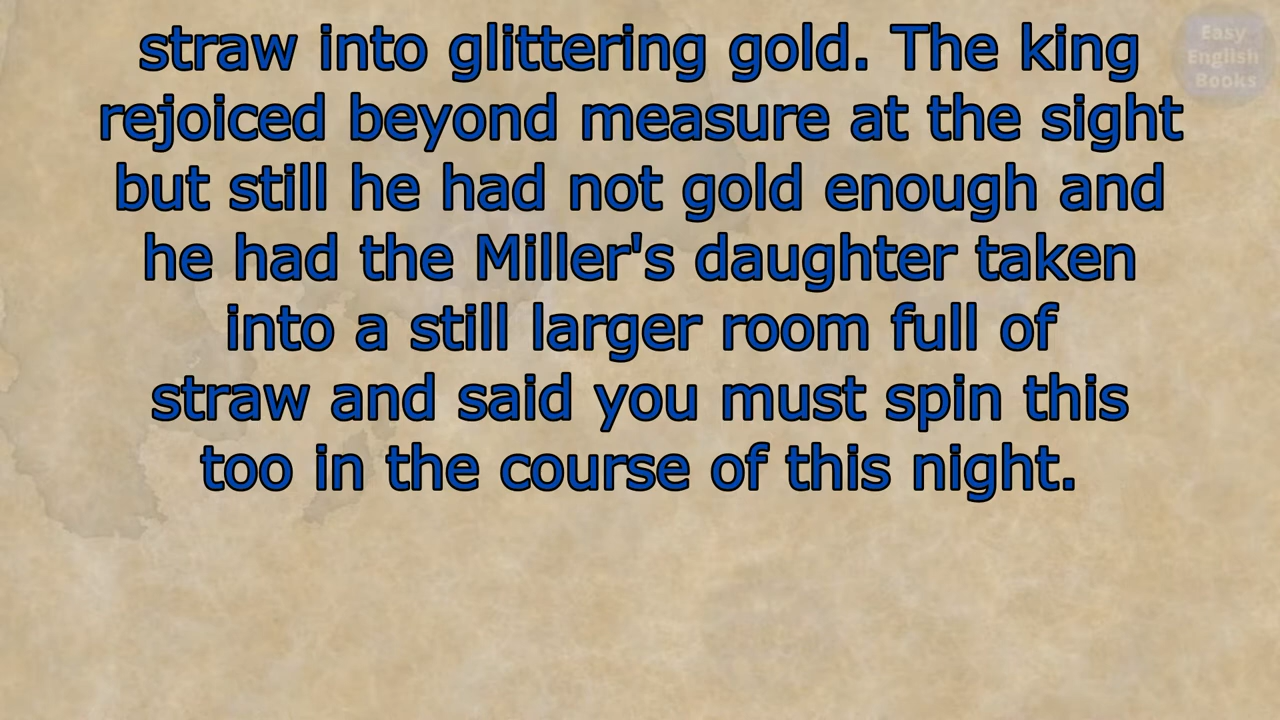 straw into glittering gold. The king
rejoiced beyond measure at the sight
but still he had not gold enough and
he had the Miller's daughter taken
into a still larger room full of
straw and said you must spin this
too in the course of this night.
Easy
English
Books